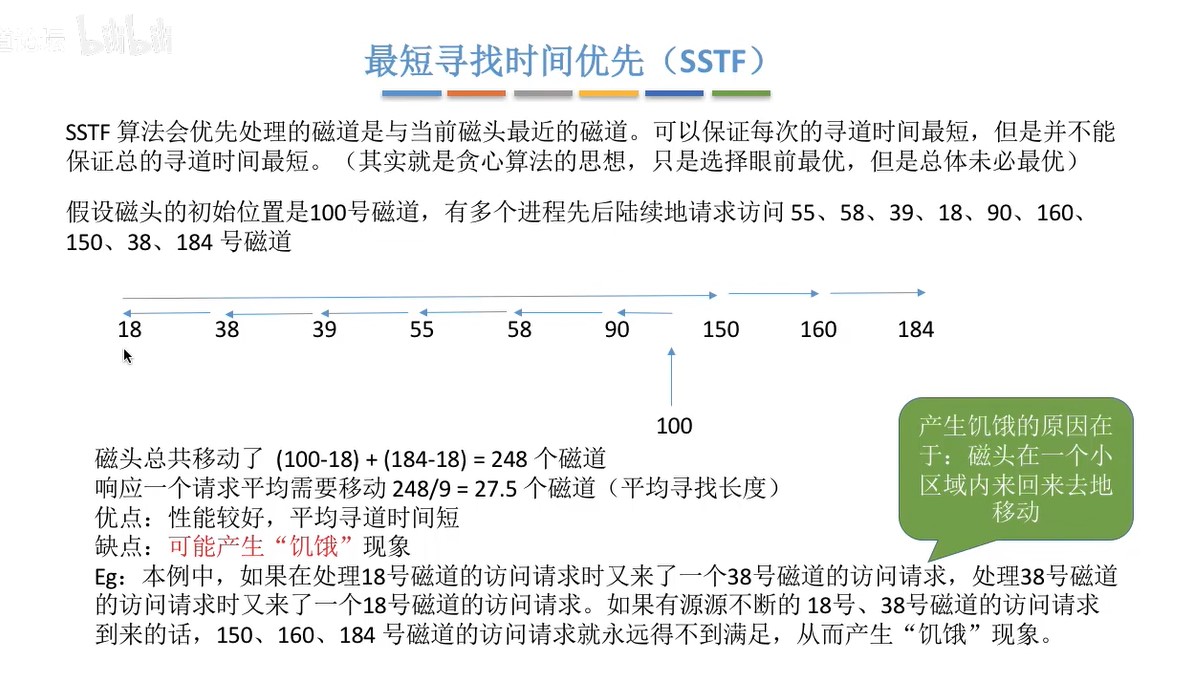 bilibili
最短寻找时间优先（SSTF）
SSTF 算法会优先处理的磁道是与当前磁头最近的磁道。可以保证每次的寻道时间最短，但是并不能
保证总的寻道时间最短。（其实就是贪心算法的思想，只是选择眼前最优，但是总体未必最优）
假设磁头的初始位置是100号磁道，有多个进程先后陆续地请求访问 55、58、39、18、90、160、
150、38、184 号磁道
18 38 39 55 58 90 150 160 184
100
磁头总共移动了 (100-18) + (184-18) = 248 个磁道
响应一个请求平均需要移动 248/9 = 27.5 个磁道（平均寻找长度）
优点：性能较好，平均寻道时间短
缺点：可能产生“饥饿”现象
Eg：本例中，如果在处理18号磁道的访问请求时又来了一个38号磁道的访问请求，处理38号磁道
的访问请求时又来了一个18号磁道的访问请求。如果有源源不断的 18号、38号磁道的访问请求
到来的话，150、160、184 号磁道的访问请求就永远得不到满足，从而产生“饥饿”现象。
产生饥饿的原因在
于：磁头在一个小
区域内来回来去地
移动